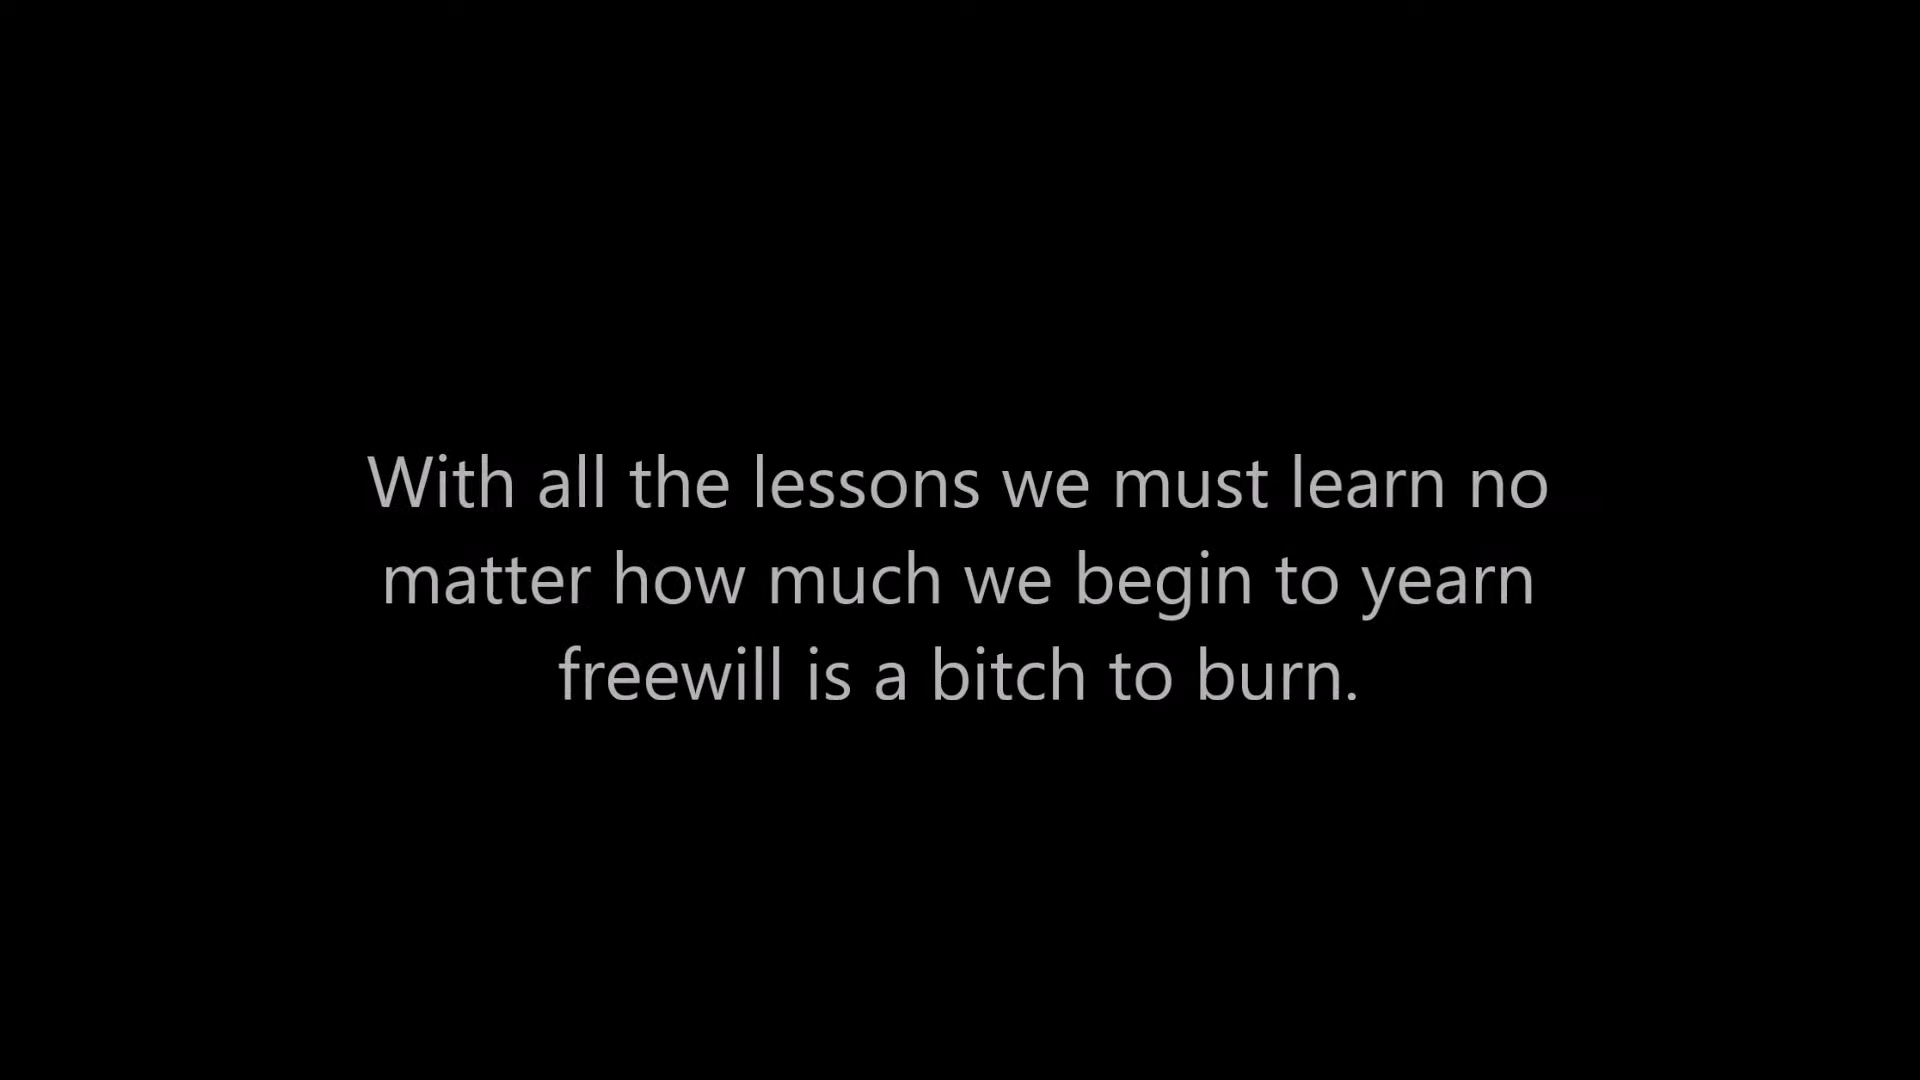 With all the lessons we must learn no
matter how much we begin to yearn
freewill is a bitch to burn.